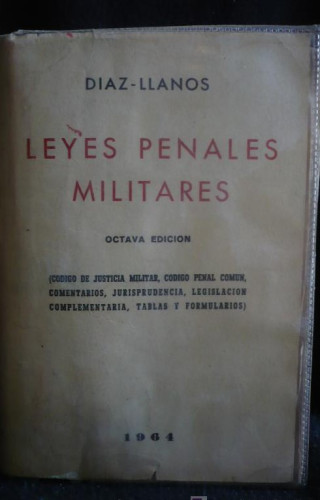 DIAZ-LLANOS
LEYES PENALES
MILITARES
OCTAVA EDICION
(CODIGO DE JUSTICIA MILITAR, CODIGO PENAL COMUN,
COMENTARIOS, JURISPRUDENCIA, LEGISLACION
COMPLEMENTARIA, TABLAS Y FORMULARIOS)
1964